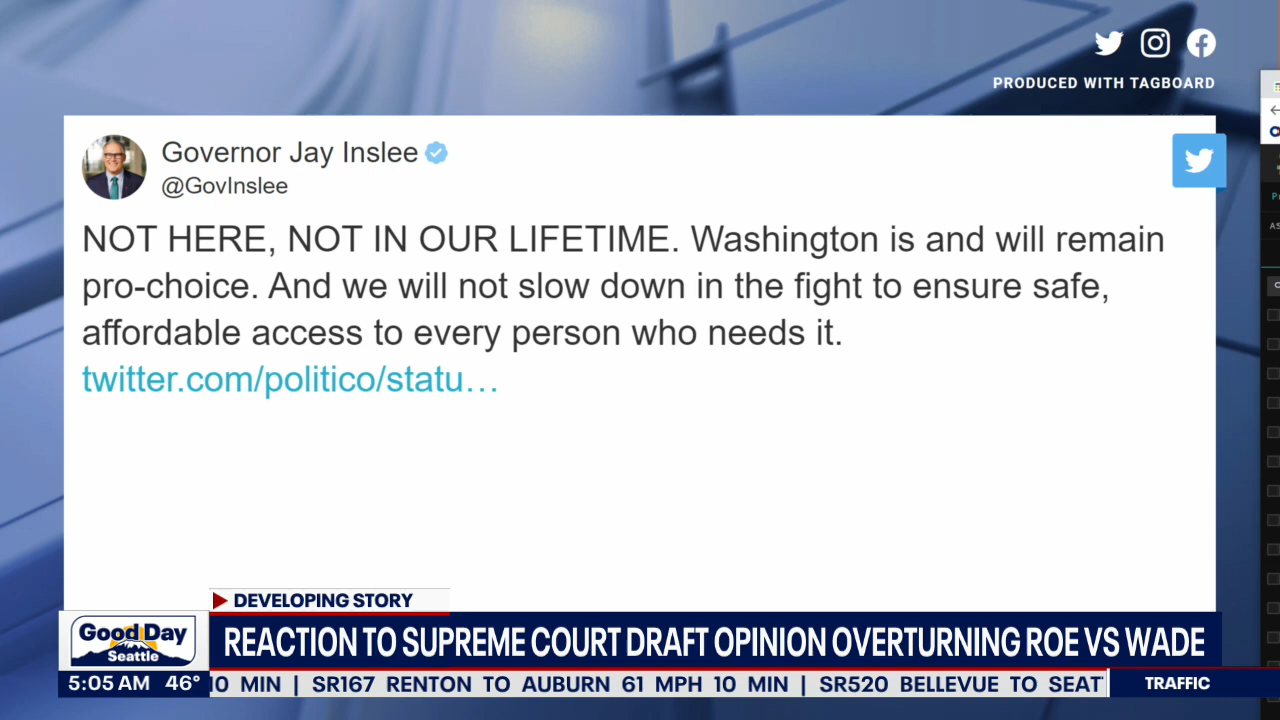 PRODUCED WITH TAGBOARD
Governor Jay Inslee
@GovInslee
NOT HERE, NOT IN OUR LIFETIME. Washington is and will remain
pro-choice. And we will not slow down in the fight to ensure safe,
affordable access to every person who needs it.
twitter.com/politico/statu…
DEVELOPING STORY
Good Day
Seattle
REACTION TO SUPREME COURT DRAFT OPINION OVERTURNING ROE VS WADE
5:05 AM 46° 10 MIN | SR167 RENTON TO AUBURN 61 MPH 10 MIN | SR520 BELLEVUE TO SEAT
TRAFFIC